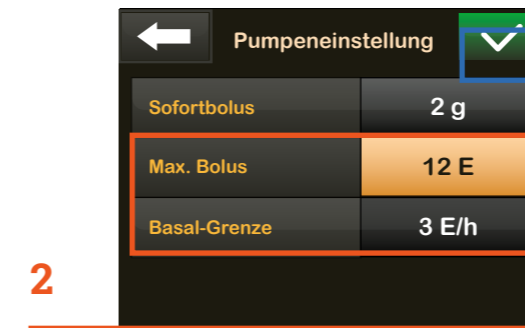 Pumpeneinstellung
Sofortbolus 2 g
Max. Bolus 12 E
Basal-Grenze 3 E/h
2